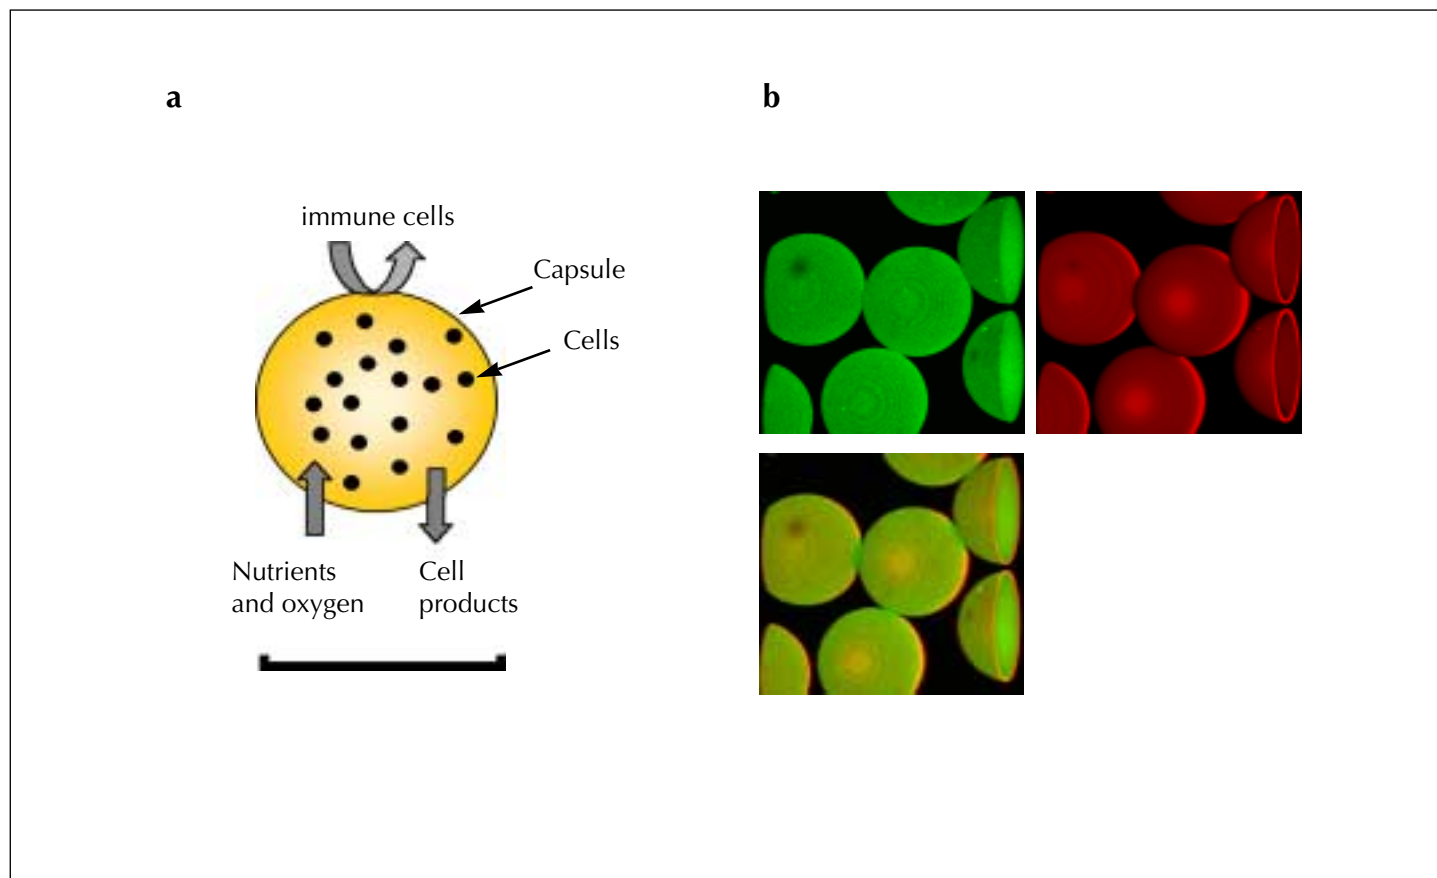 a
b
immune cells
Capsule
Cells
Nutrients
and oxygen
Cell
products